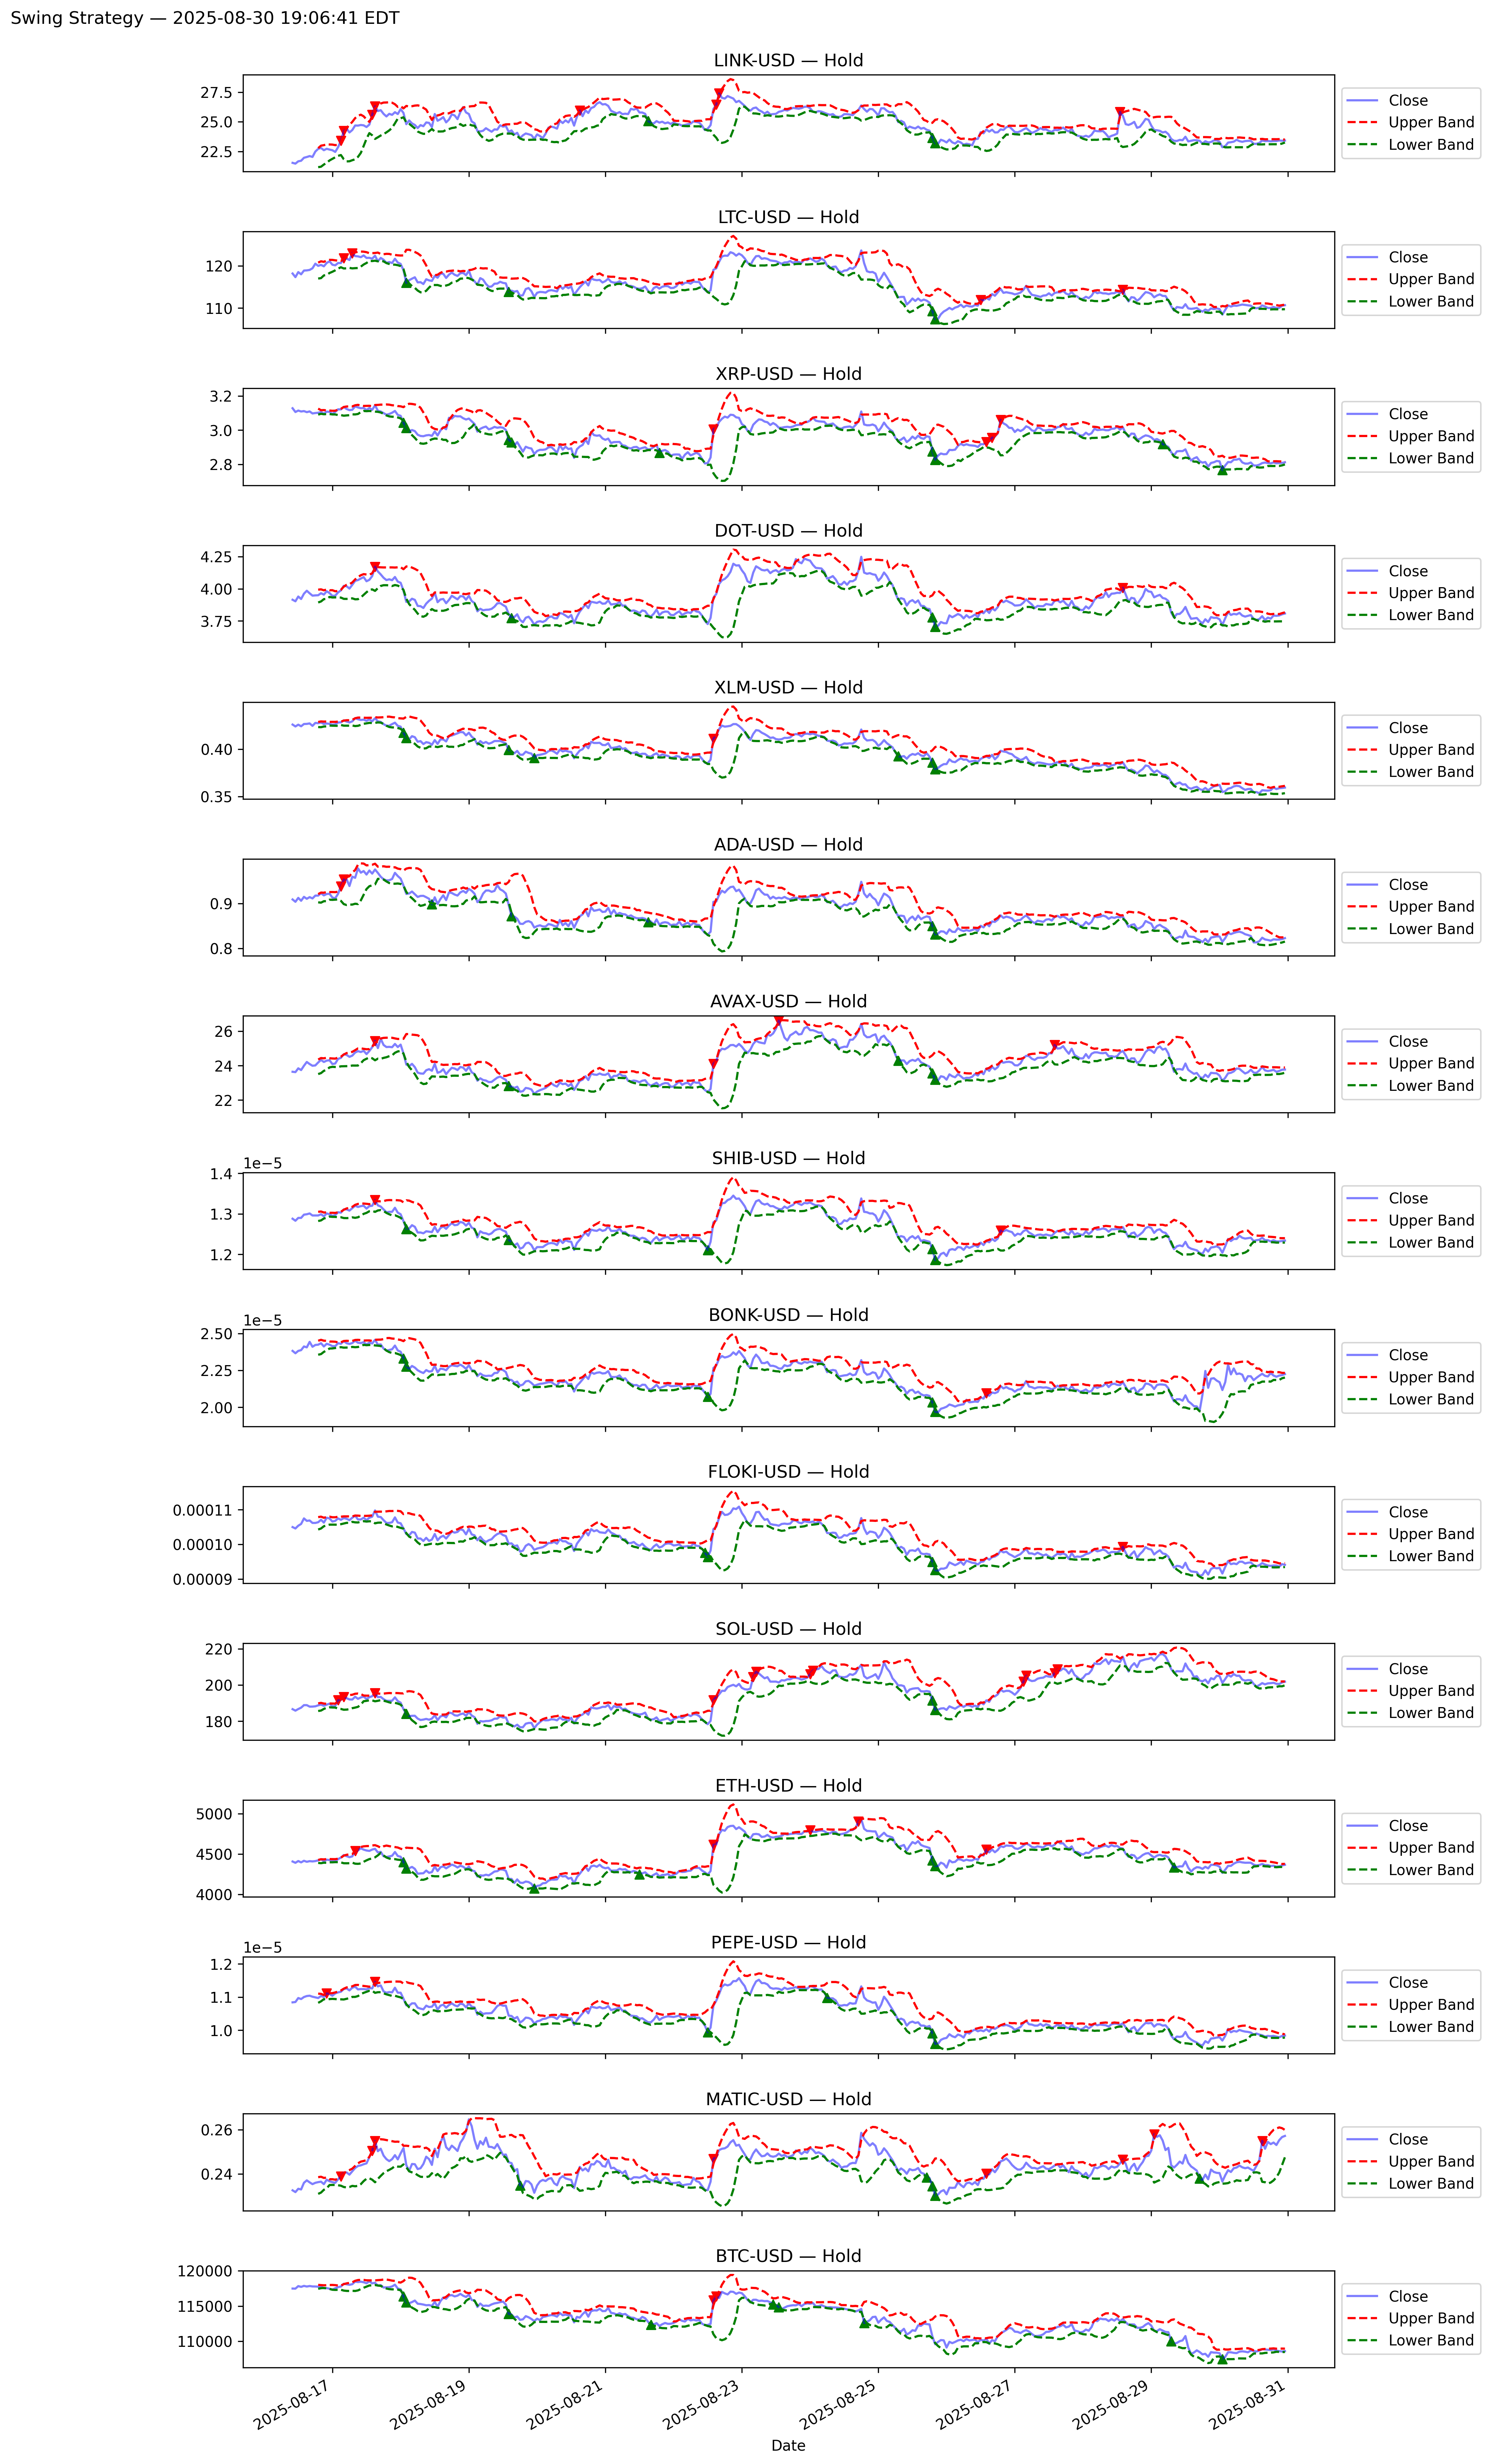 Swing Strategy — 2025-08-30 19:06:41 EDT
LINK-USD — Hold
27.5
25.0
22.5
Close
Upper Band
Lower Band
LTC-USD — Hold
120
110
Close
Upper Band
Lower Band
XRP-USD — Hold
3.2
3.0
2.8
Close
Upper Band
Lower Band
DOT-USD — Hold
4.25
4.00
3.75
Close
Upper Band
Lower Band
XLM-USD — Hold
0.40
0.35
Close
Upper Band
Lower Band
ADA-USD — Hold
0.9
0.8
Close
Upper Band
Lower Band
AVAX-USD — Hold
26
24
22
Close
Upper Band
Lower Band
SHIB-USD — Hold
1e−5
1.4
1.3
1.2
Close
Upper Band
Lower Band
BONK-USD — Hold
1e−5
2.50
2.25
2.00
Close
Upper Band
Lower Band
FLOKI-USD — Hold
0.00011
0.00010
0.00009
Close
Upper Band
Lower Band
SOL-USD — Hold
220
200
180
Close
Upper Band
Lower Band
ETH-USD — Hold
5000
4500
4000
Close
Upper Band
Lower Band
PEPE-USD — Hold
1e−5
1.2
1.1
1.0
Close
Upper Band
Lower Band
MATIC-USD — Hold
0.26
0.24
Close
Upper Band
Lower Band
BTC-USD — Hold
120000
115000
110000
Close
Upper Band
Lower Band
2025-08-17
2025-08-19
2025-08-21
2025-08-23
2025-08-25
2025-08-27
2025-08-29
2025-08-31
Date